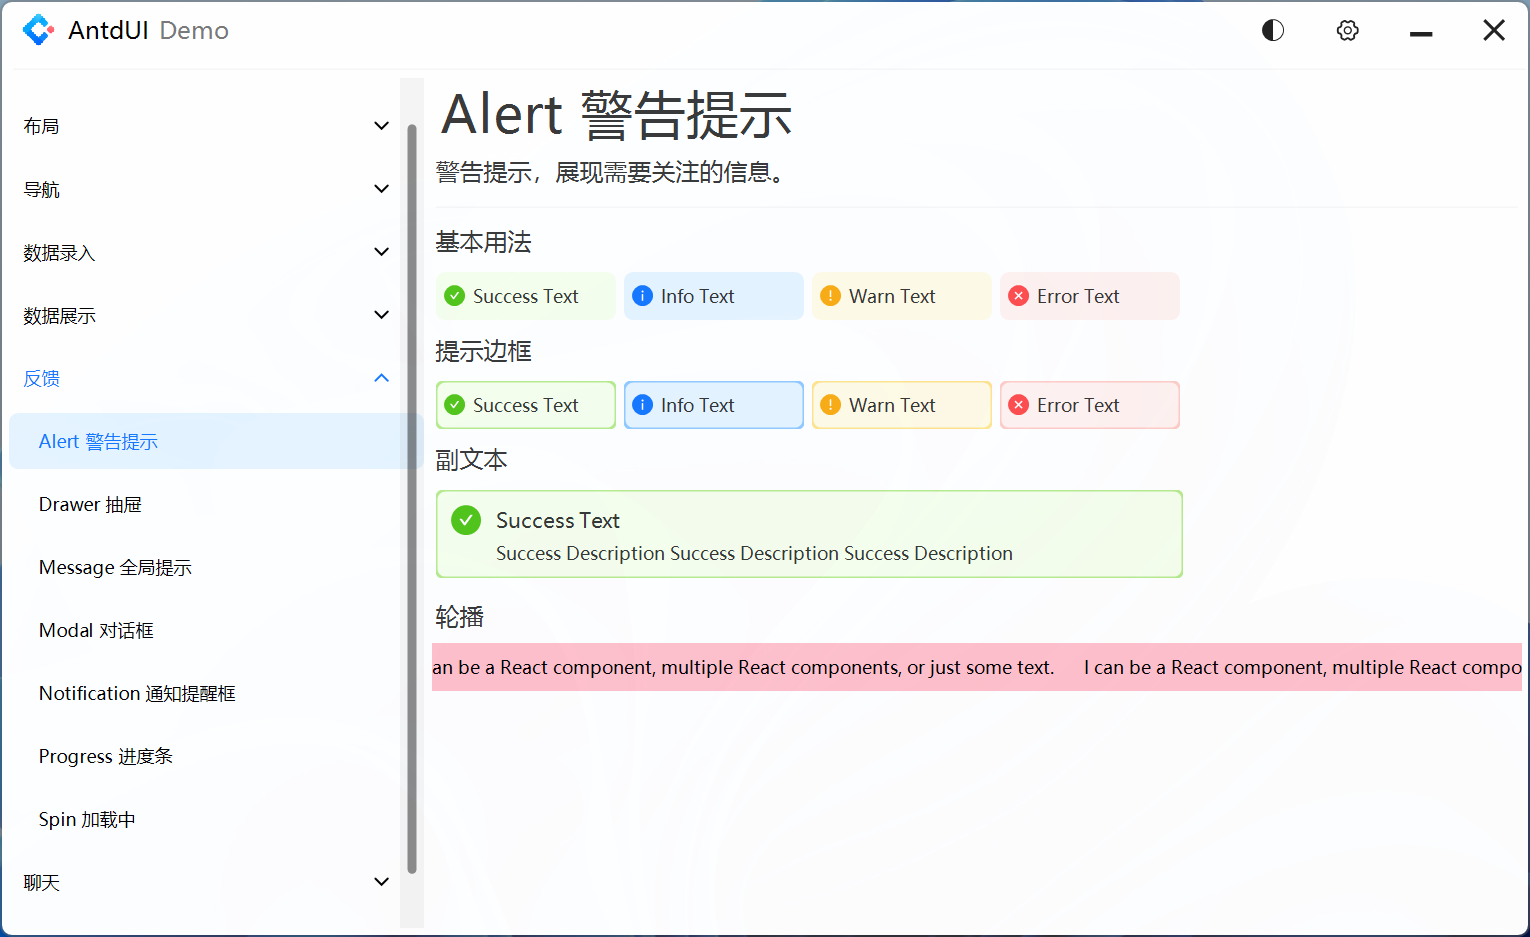 AntdUI Demo
布局
导航
数据录入
数据展示
反馈
Alert 警告提示
Drawer 抽屉
Message 全局提示
Modal 对话框
Notification 通知提醒框
Progress 进度条
Spin 加载中
聊天
Alert 警告提示
警告提示，展现需要关注的信息。
基本用法
Success Text Info Text Warn Text Error Text
提示边框
Success Text Info Text Warn Text Error Text
副文本
Success Text
Success Description Success Description Success Description
轮播
an be a React component, multiple React components, or just some text. I can be a React component, multiple React compo